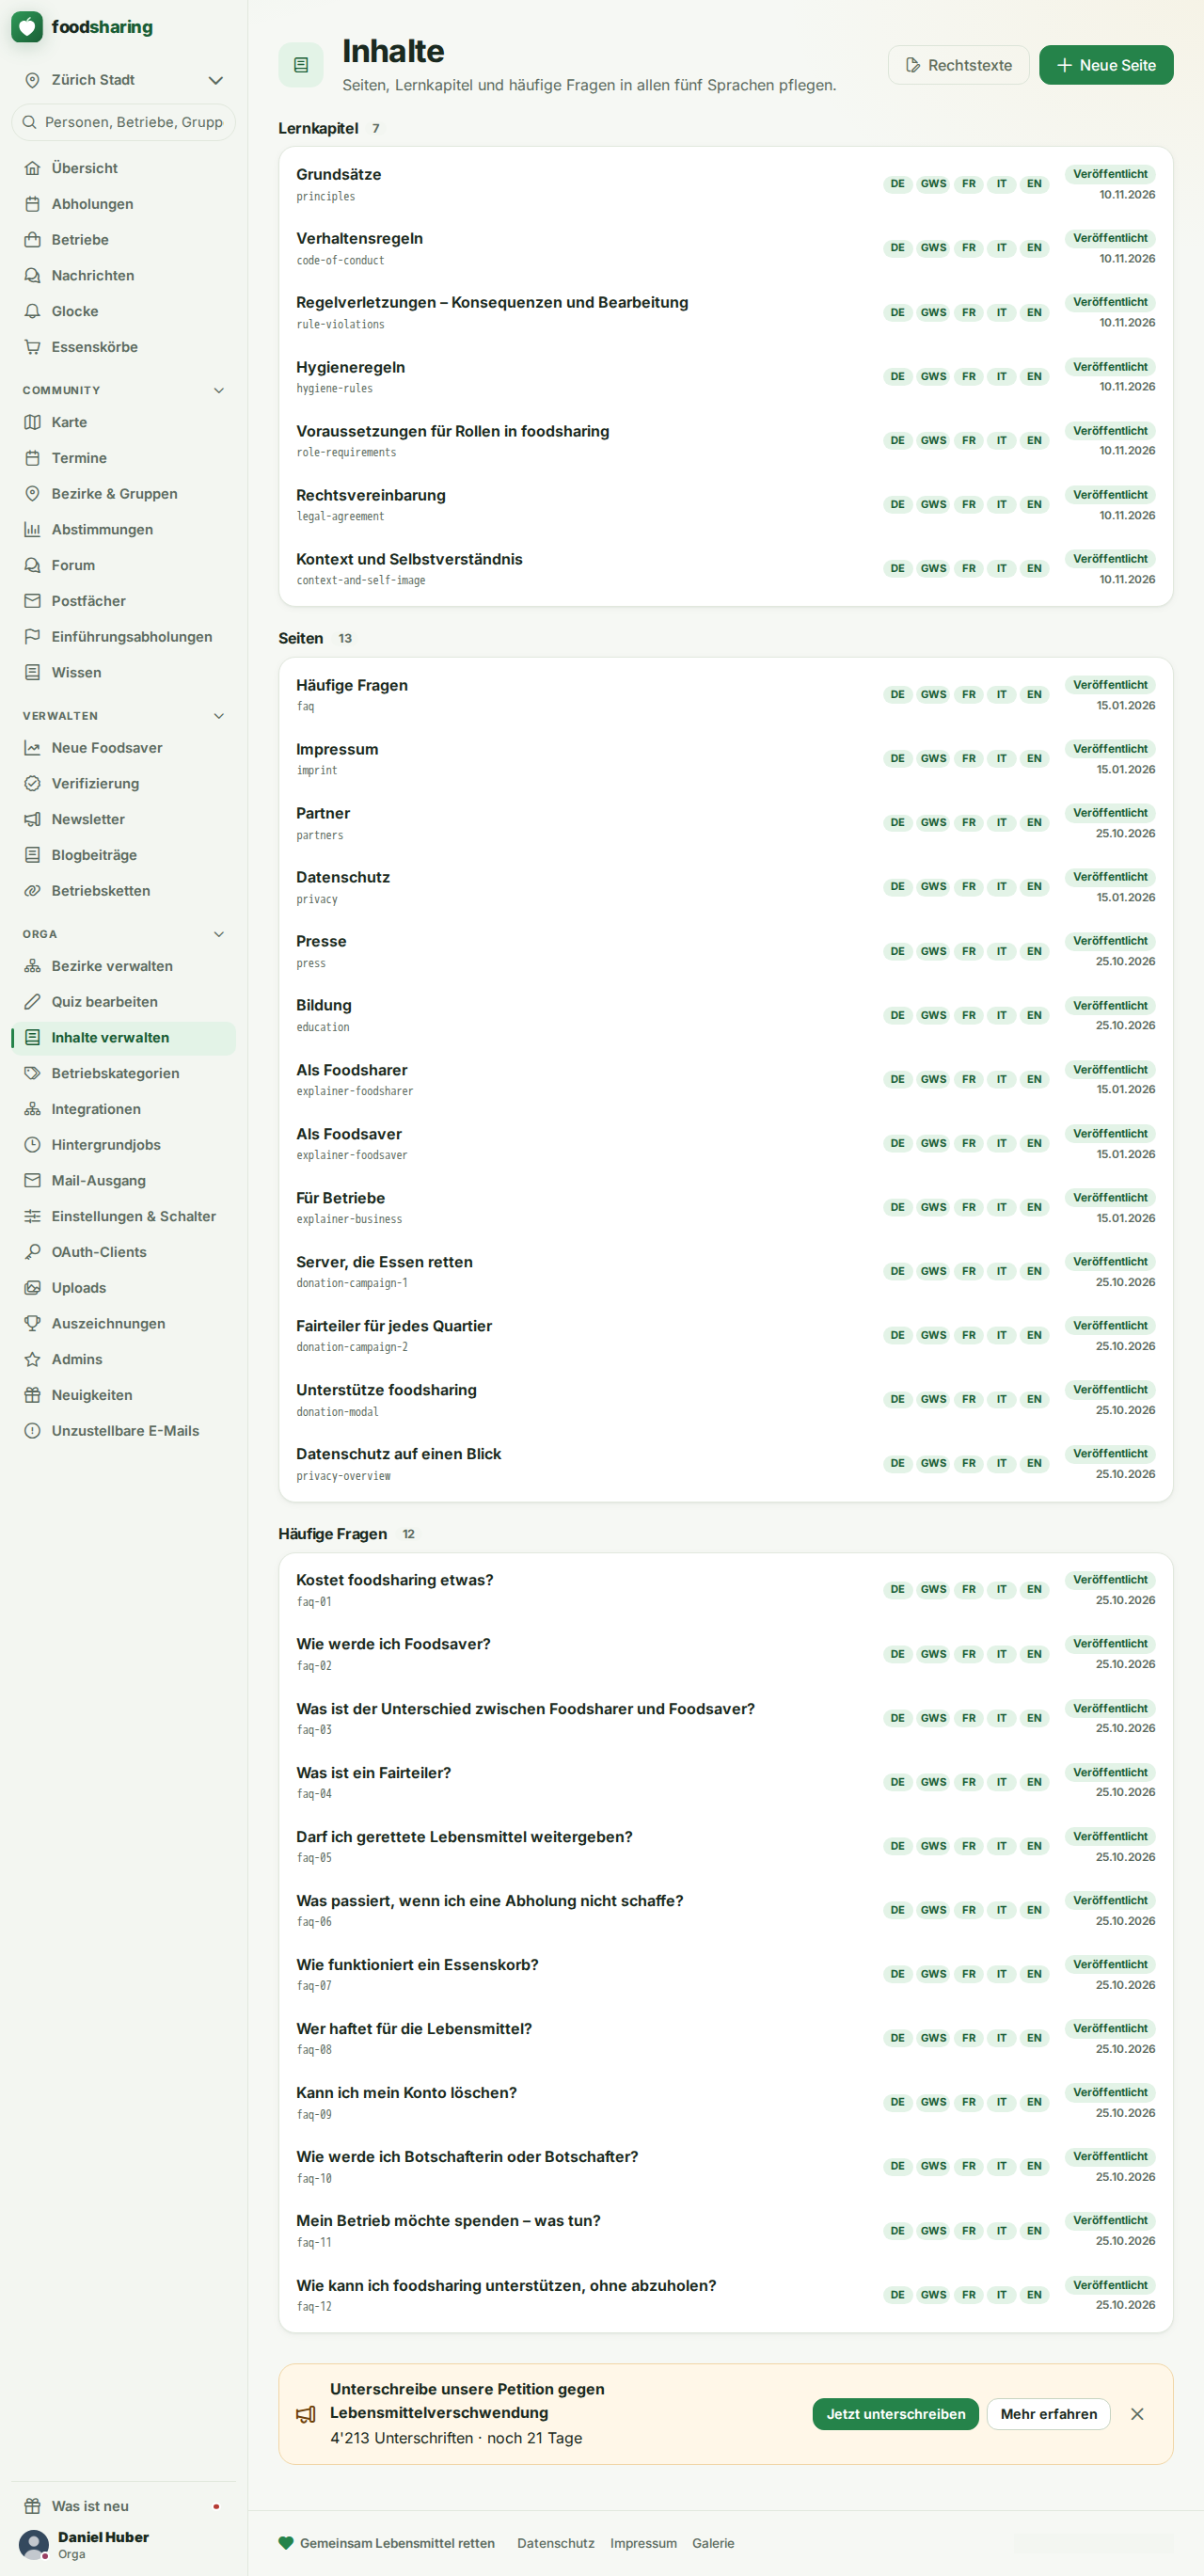 foodsharing
Zürich Stadt
Personen, Betriebe, Grupp
Übersicht
Abholungen
Betriebe
Nachrichten
Glocke
Essenskörbe
COMMUNITY
Karte
Termine
Bezirke & Gruppen
Abstimmungen
Forum
Postfächer
Einführungsabholungen
Wissen
VERWALTEN
Neue Foodsaver
Verifizierung
Newsletter
Blogbeiträge
Betriebsketten
ORGA
Bezirke verwalten
Quiz bearbeiten
Inhalte verwalten
Betriebskategorien
Integrationen
Hintergrundjobs
Mail-Ausgang
Einstellungen & Schalter
OAuth-Clients
Uploads
Auszeichnungen
Admins
Neuigkeiten
Unzustellbare E-Mails
Was ist neu
Daniel Huber
Orga
Inhalte
Seiten, Lernkapitel und häufige Fragen in allen fünf Sprachen pflegen.
Rechtstexte
Neue Seite
Lernkapitel 7
Grundsätze
principles
DE GWS FR IT EN
Veröffentlicht
10.11.2026
Verhaltensregeln
code-of-conduct
DE GWS FR IT EN
Veröffentlicht
10.11.2026
Regelverletzungen – Konsequenzen und Bearbeitung
rule-violations
DE GWS FR IT EN
Veröffentlicht
10.11.2026
Hygieneregeln
hygiene-rules
DE GWS FR IT EN
Veröffentlicht
10.11.2026
Voraussetzungen für Rollen in foodsharing
role-requirements
DE GWS FR IT EN
Veröffentlicht
10.11.2026
Rechtsvereinbarung
legal-agreement
DE GWS FR IT EN
Veröffentlicht
10.11.2026
Kontext und Selbstverständnis
context-and-self-image
DE GWS FR IT EN
Veröffentlicht
10.11.2026
Seiten 13
Häufige Fragen
faq
DE GWS FR IT EN
Veröffentlicht
15.01.2026
Impressum
imprint
DE GWS FR IT EN
Veröffentlicht
15.01.2026
Partner
partners
DE GWS FR IT EN
Veröffentlicht
25.10.2026
Datenschutz
privacy
DE GWS FR IT EN
Veröffentlicht
15.01.2026
Presse
press
DE GWS FR IT EN
Veröffentlicht
25.10.2026
Bildung
education
DE GWS FR IT EN
Veröffentlicht
25.10.2026
Als Foodsharer
explainer-foodsharer
DE GWS FR IT EN
Veröffentlicht
15.01.2026
Als Foodsaver
explainer-foodsaver
DE GWS FR IT EN
Veröffentlicht
15.01.2026
Für Betriebe
explainer-business
DE GWS FR IT EN
Veröffentlicht
15.01.2026
Server, die Essen retten
donation-campaign-1
DE GWS FR IT EN
Veröffentlicht
25.10.2026
Fairteiler für jedes Quartier
donation-campaign-2
DE GWS FR IT EN
Veröffentlicht
25.10.2026
Unterstütze foodsharing
donation-modal
DE GWS FR IT EN
Veröffentlicht
25.10.2026
Datenschutz auf einen Blick
privacy-overview
DE GWS FR IT EN
Veröffentlicht
25.10.2026
Häufige Fragen 12
Kostet foodsharing etwas?
faq-01
DE GWS FR IT EN
Veröffentlicht
25.10.2026
Wie werde ich Foodsaver?
faq-02
DE GWS FR IT EN
Veröffentlicht
25.10.2026
Was ist der Unterschied zwischen Foodsharer und Foodsaver?
faq-03
DE GWS FR IT EN
Veröffentlicht
25.10.2026
Was ist ein Fairteiler?
faq-04
DE GWS FR IT EN
Veröffentlicht
25.10.2026
Darf ich gerettete Lebensmittel weitergeben?
faq-05
DE GWS FR IT EN
Veröffentlicht
25.10.2026
Was passiert, wenn ich eine Abholung nicht schaffe?
faq-06
DE GWS FR IT EN
Veröffentlicht
25.10.2026
Wie funktioniert ein Essenskorb?
faq-07
DE GWS FR IT EN
Veröffentlicht
25.10.2026
Wer haftet für die Lebensmittel?
faq-08
DE GWS FR IT EN
Veröffentlicht
25.10.2026
Kann ich mein Konto löschen?
faq-09
DE GWS FR IT EN
Veröffentlicht
25.10.2026
Wie werde ich Botschafterin oder Botschafter?
faq-10
DE GWS FR IT EN
Veröffentlicht
25.10.2026
Mein Betrieb möchte spenden – was tun?
faq-11
DE GWS FR IT EN
Veröffentlicht
25.10.2026
Wie kann ich foodsharing unterstützen, ohne abzuholen?
faq-12
DE GWS FR IT EN
Veröffentlicht
25.10.2026
Unterschreibe unsere Petition gegen
Lebensmittelverschwendung
4'213 Unterschriften · noch 21 Tage
Jetzt unterschreiben
Mehr erfahren
Gemeinsam Lebensmittel retten Datenschutz Impressum Galerie